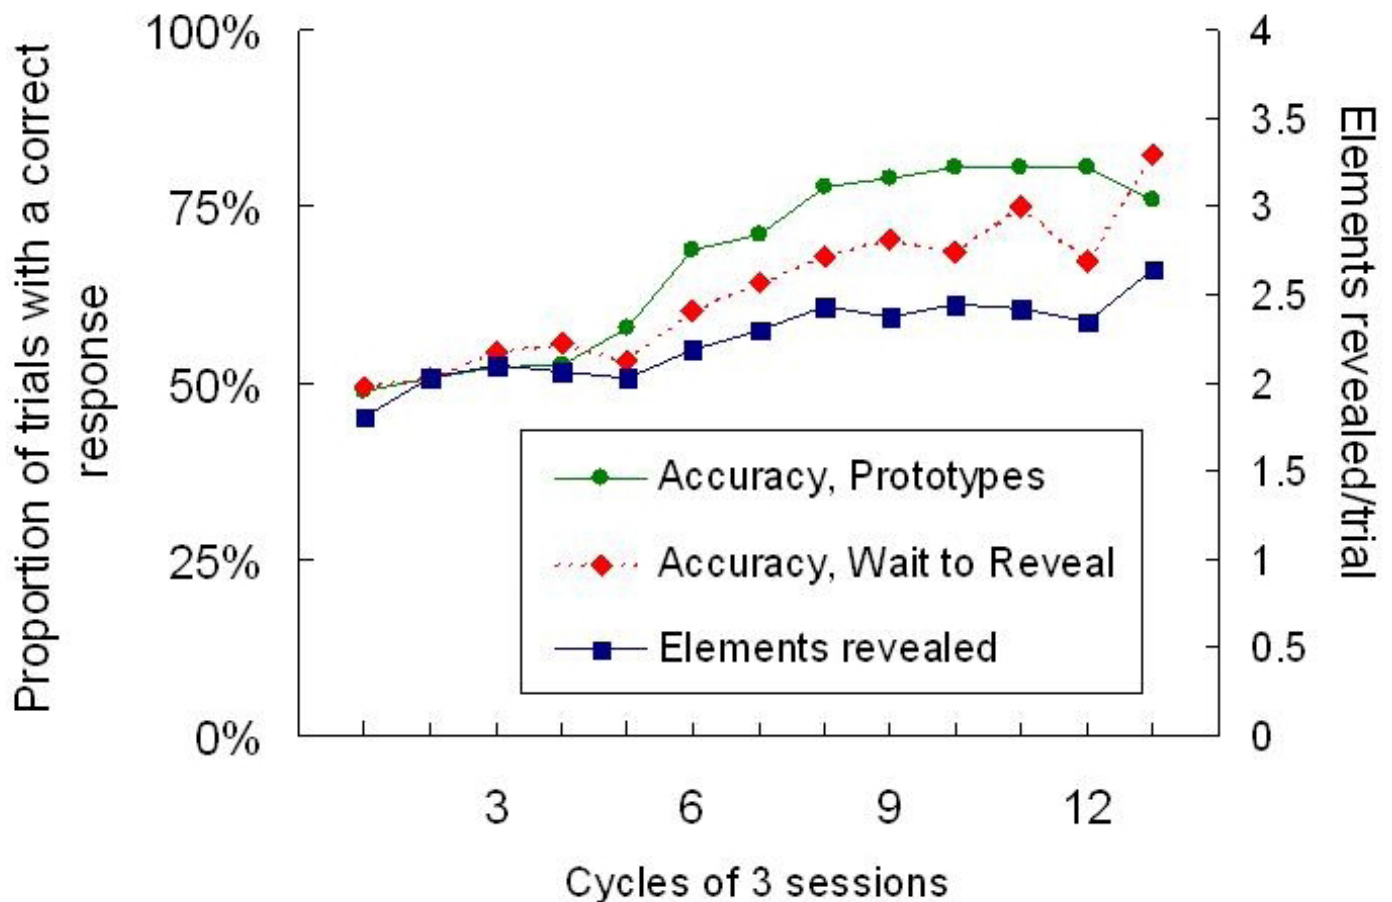 Proportion of trials with a correct
response
100%
75%
50%
25%
0%
4
3.5
3
2.5
2
1.5
1
0.5
0
Elements revealed/trial
Accuracy, Prototypes
Accuracy, Wait to Reveal
Elements revealed
3 6 9 12
Cycles of 3 sessions